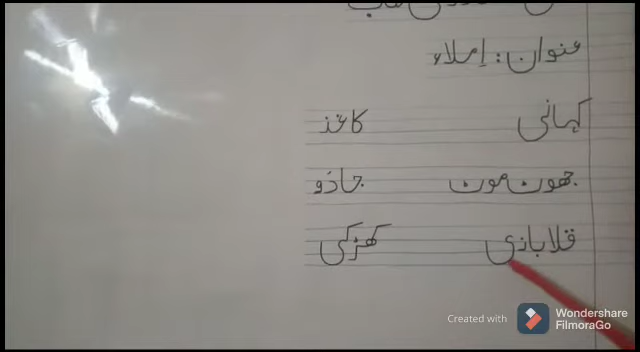 عنوان: اِملاء
کہانی کاغذ
جھوٹ موٹ جادُو
قلابازی کھڑکی
Created with Wondershare FilmoraGo